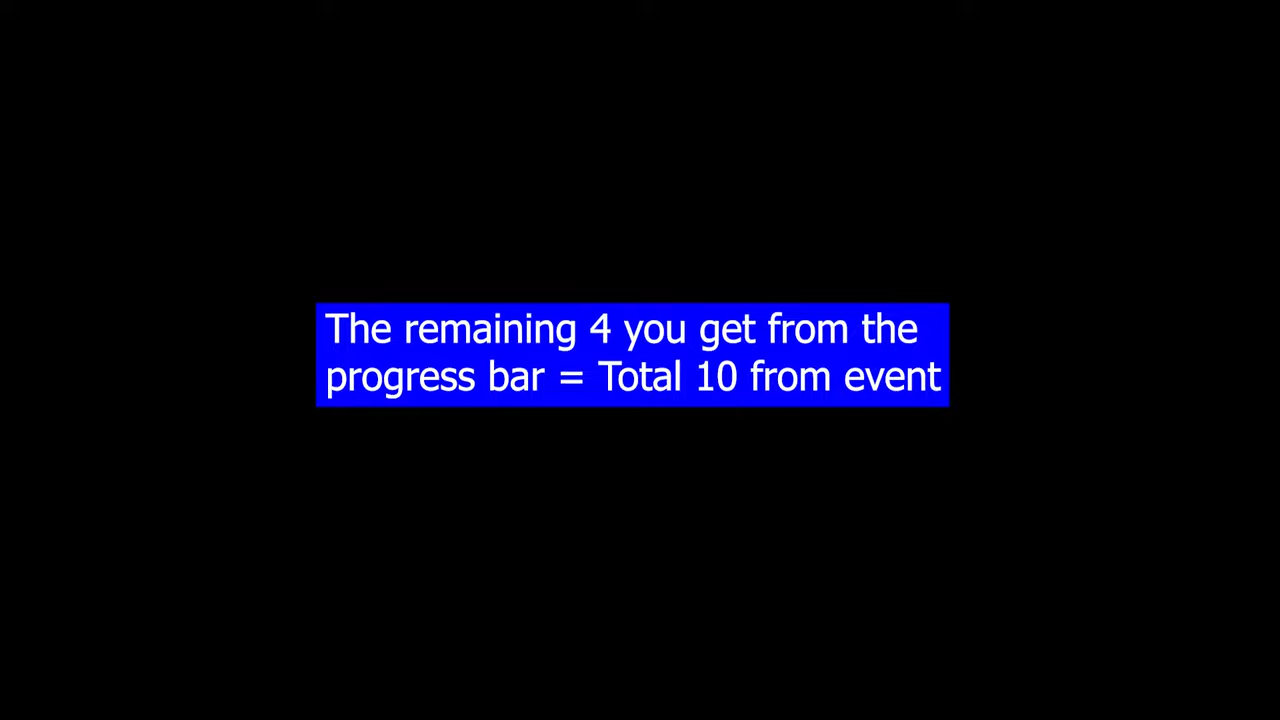 The remaining 4 you get from the
progress bar = Total 10 from event